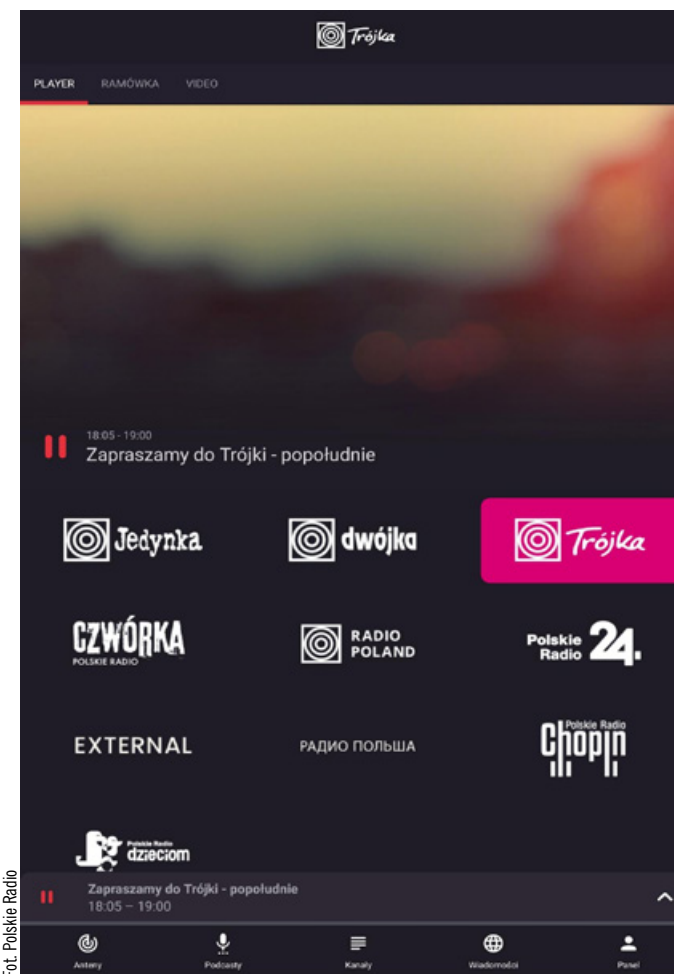 Trójka
PLAYER RAMÓWKA VIDEO
18:05 - 19:00
Zapraszamy do Trójki - popołudnie
Jedynka dwójka Trójka
CZWÓRKA
POLSKIE RADIO
RADIO
POLAND
Polskie
Radio 24.
EXTERNAL РАДИО ПОЛЬША Polskie Radio
Chopin
Polskie Radio
dzieciom
Zapraszamy do Trójki - popołudnie
18:05 – 19:00
Anteny Podcasty Kanały Wiadomości Panel
Fot. Polskie Radio